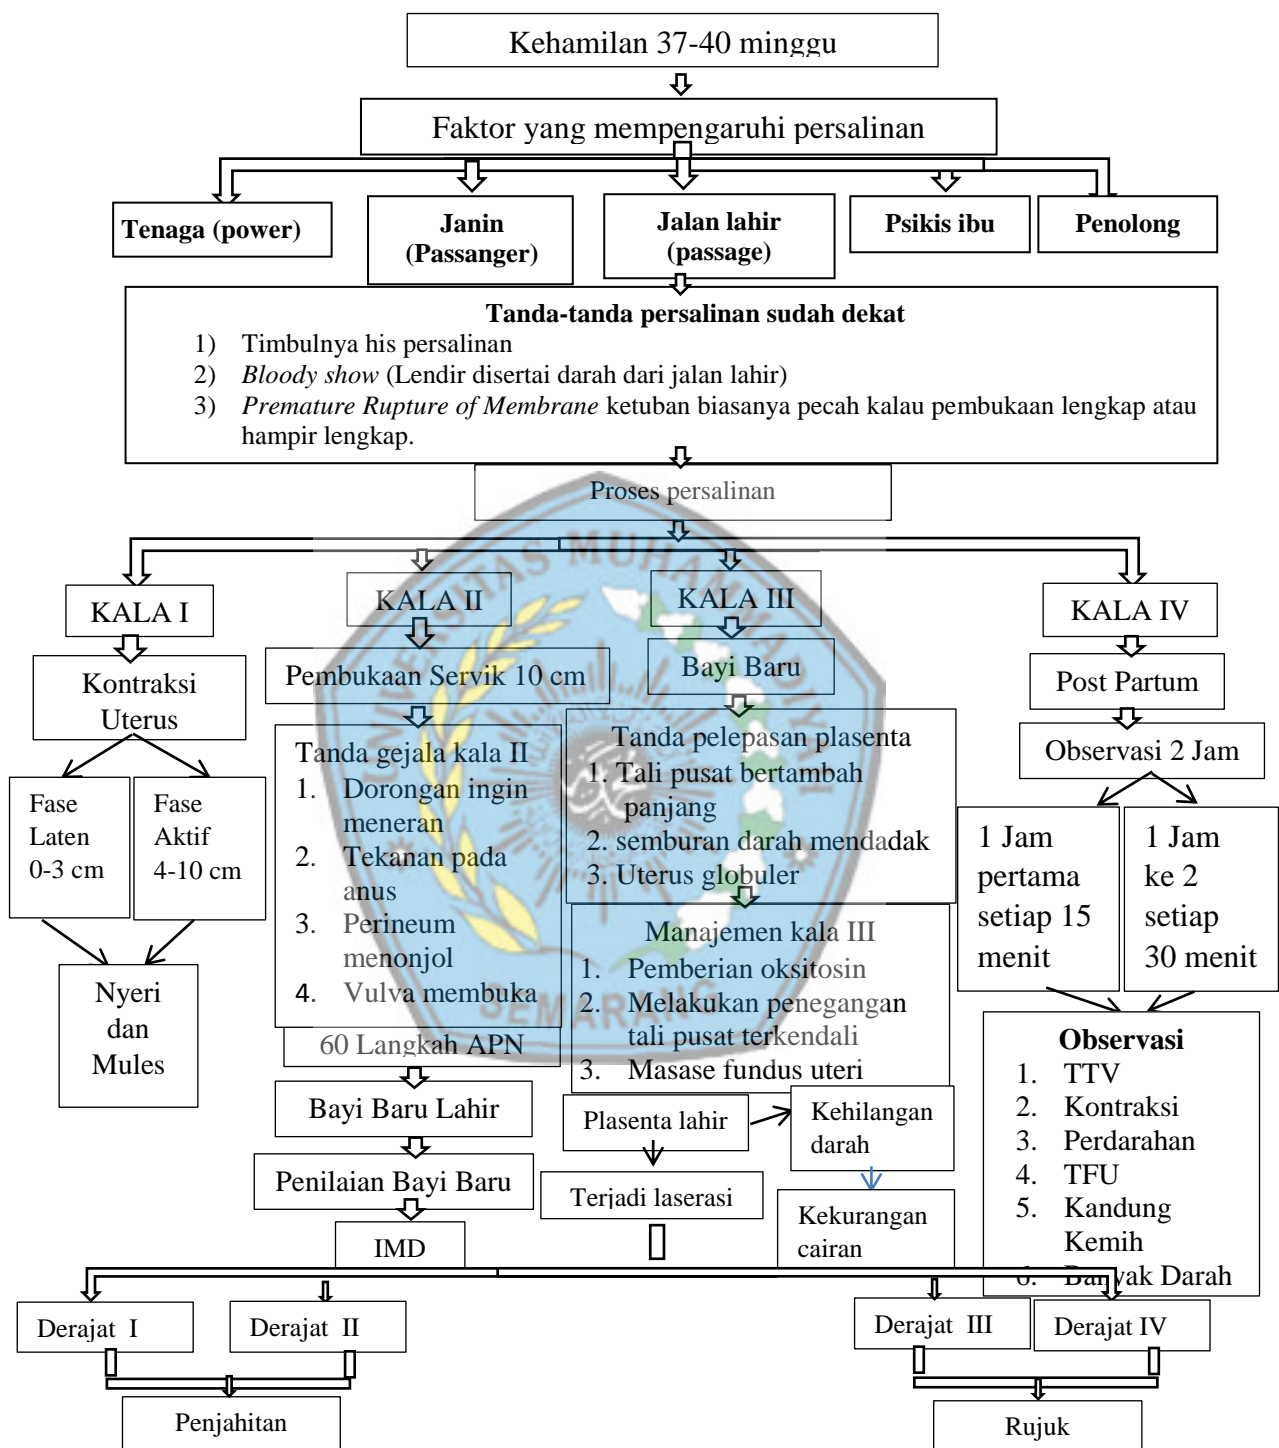 Kehamilan 37-40 minggu
Faktor yang mempengaruhi persalinan
Tenaga (power)
Janin
(Passanger)
Jalan lahir
(passage)
Psikis ibu
Penolong
Tanda-tanda persalinan sudah dekat
1) Timbulnya his persalinan
2) Bloody show (Lendir disertai darah dari jalan lahir)
3) Premature Rupture of Membrane ketuban biasanya pecah kalau pembukaan lengkap atau
hampir lengkap.
Proses persalinan
KALA I
Kontraksi
Uterus
Fase
Laten
0-3 cm
Fase
Aktif
4-10 cm
Nyeri
dan
Mules
KALA II
Pembukaan Servik 10 cm
Tanda gejala kala II
1. Dorongan ingin
meneran
2. Tekanan pada
anus
3. Perineum
menonjol
4. Vulva membuka
60 Langkah APN
Bayi Baru Lahir
Penilaian Bayi Baru
IMD
KALA III
Bayi Baru
Tanda pelepasan plasenta
1. Tali pusat bertambah
panjang
2. semburan darah mendadak
3. Uterus globuler
Manajemen kala III
1. Pemberian oksitosin
2. Melakukan penegangan
tali pusat terkendali
3. Masase fundus uteri
Plasenta lahir
Kehilangan
darah
Terjadi laserasi
Kekurangan
cairan
KALA IV
Post Partum
Observasi 2 Jam
1 Jam
pertama
setiap 15
menit
1 Jam
ke 2
setiap
30 menit
Observasi
1. TTV
2. Kontraksi
3. Perdarahan
4. TFU
5. Kandung
Kemih
6. Banyak Darah
Derajat I
Derajat II
Derajat III
Derajat IV
Penjahitan
Rujuk
UNIVERSITAS MUHAMMADIYAH
SEMARANG